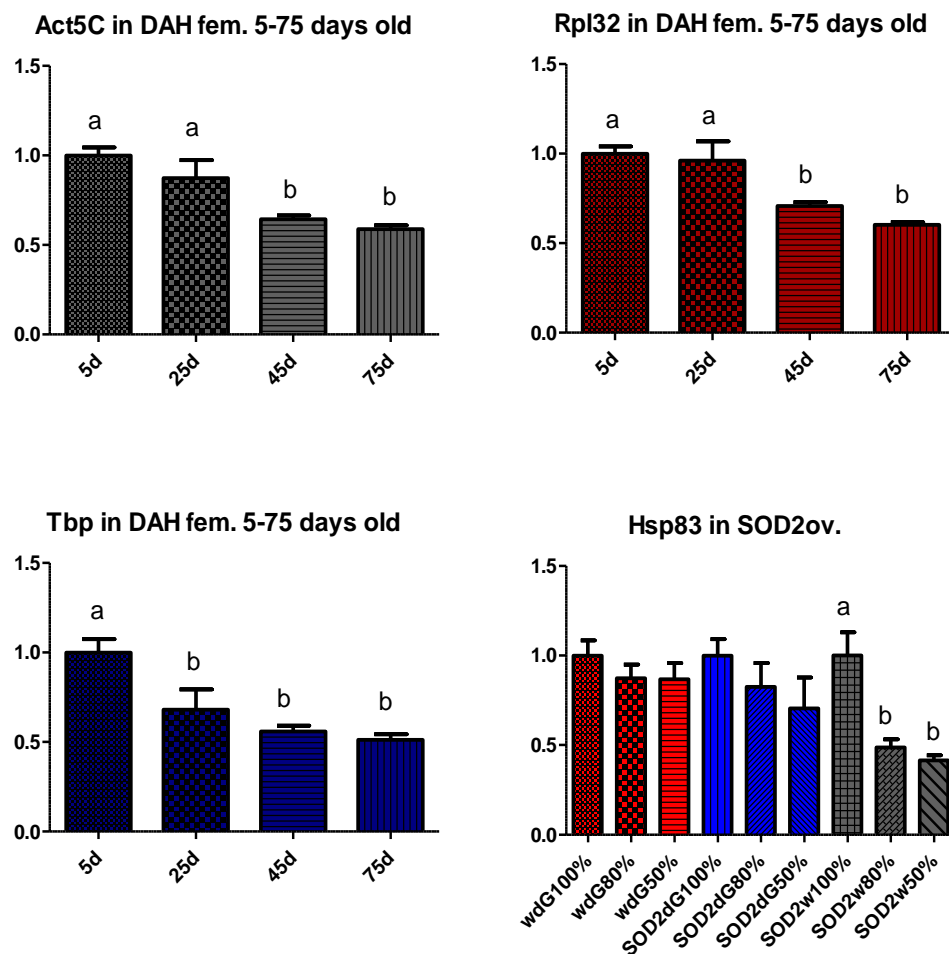 Act5C in DAH fem. 5-75 days old
1.5
a
a
1.0
b
b
0.5
0.0
5d
25d
45d
75d
Rpl32 in DAH fem. 5-75 days old
1.5
a
a
1.0
b
b
0.5
0.0
5d
25d
45d
75d
Tbp in DAH fem. 5-75 days old
1.5
a
b
1.0
b
b
0.5
0.0
5d
25d
45d
75d
Hsp83 in SOD2ov.
1.5
a
1.0
b
b
0.5
0.0
wdG100%
wdG80%
wdG50%
SOD2dG100%
SOD2dG80%
SOD2dG50%
SOD2w100%
SOD2w80%
SOD2w50%